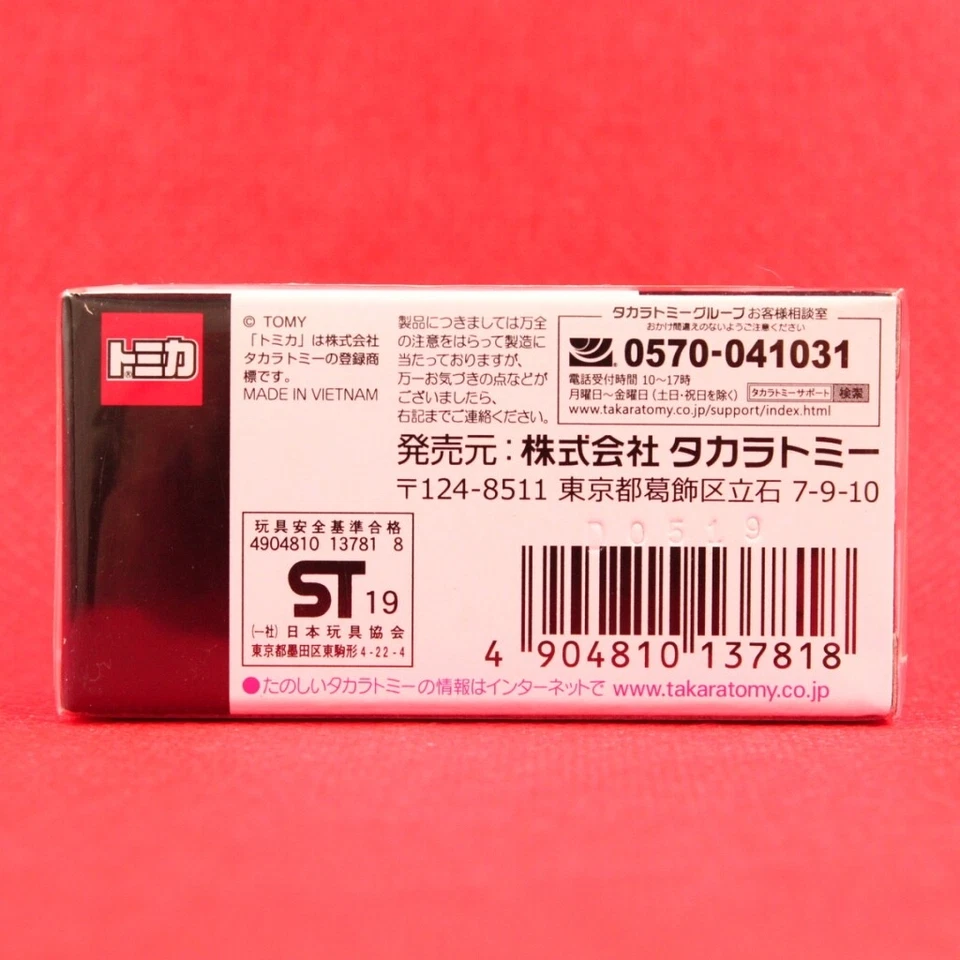 トミカ
®
© TOMY
「トミカ」は株式会社
タカラトミーの登録商
標です。
MADE IN VIETNAM
製品につきましては万全
の注意をはらって製造に
当たっておりますが、
万一お気づきの点などが
ございましたら、
右記までご連絡ください。
タカラトミーグループ お客様相談室
おかけ間違えのないようご注意ください
0570-041031
電話受付時間 10〜17時
月曜日〜金曜日 (土日・祝日を除く)
タカラトミーサポート 検索
www.takaratomy.co.jp/support/index.html
発売元:株式会社 タカラトミー
〒124-8511 東京都葛飾区立石 7-9-10
D0519
玩具安全基準合格
4904810 13781 8
ST 19
(一社) 日本玩具協会
東京都墨田区東駒形 4-22-4
4 904810 137818
●たのしいタカラトミーの情報はインターネットで www.takaratomy.co.jp